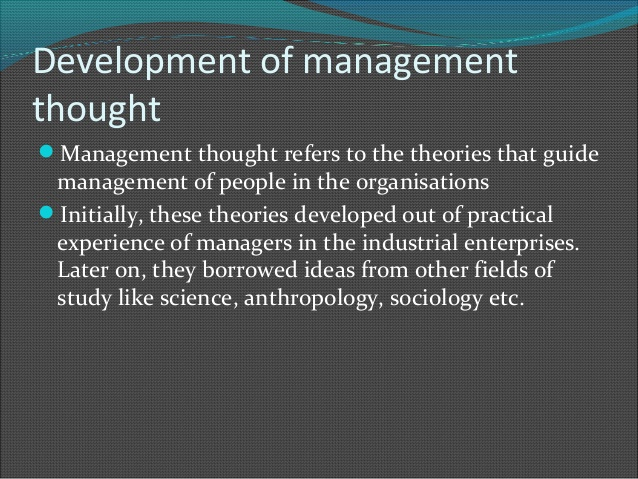 Development of management
thought
Management thought refers to the theories that guide
management of people in the organisations
Initially, these theories developed out of practical
experience of managers in the industrial enterprises.
Later on, they borrowed ideas from other fields of
study like science, anthropology, sociology etc.